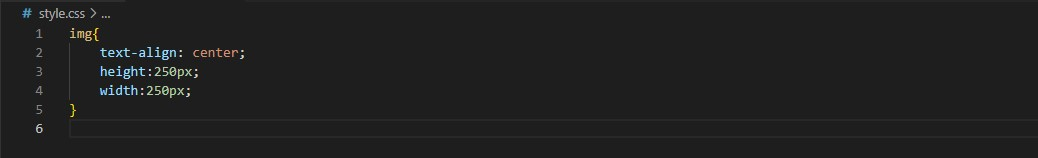 # style.css > ...
1 img{
2     text-align: center;
3     height:250px;
4     width:250px;
5 }
6